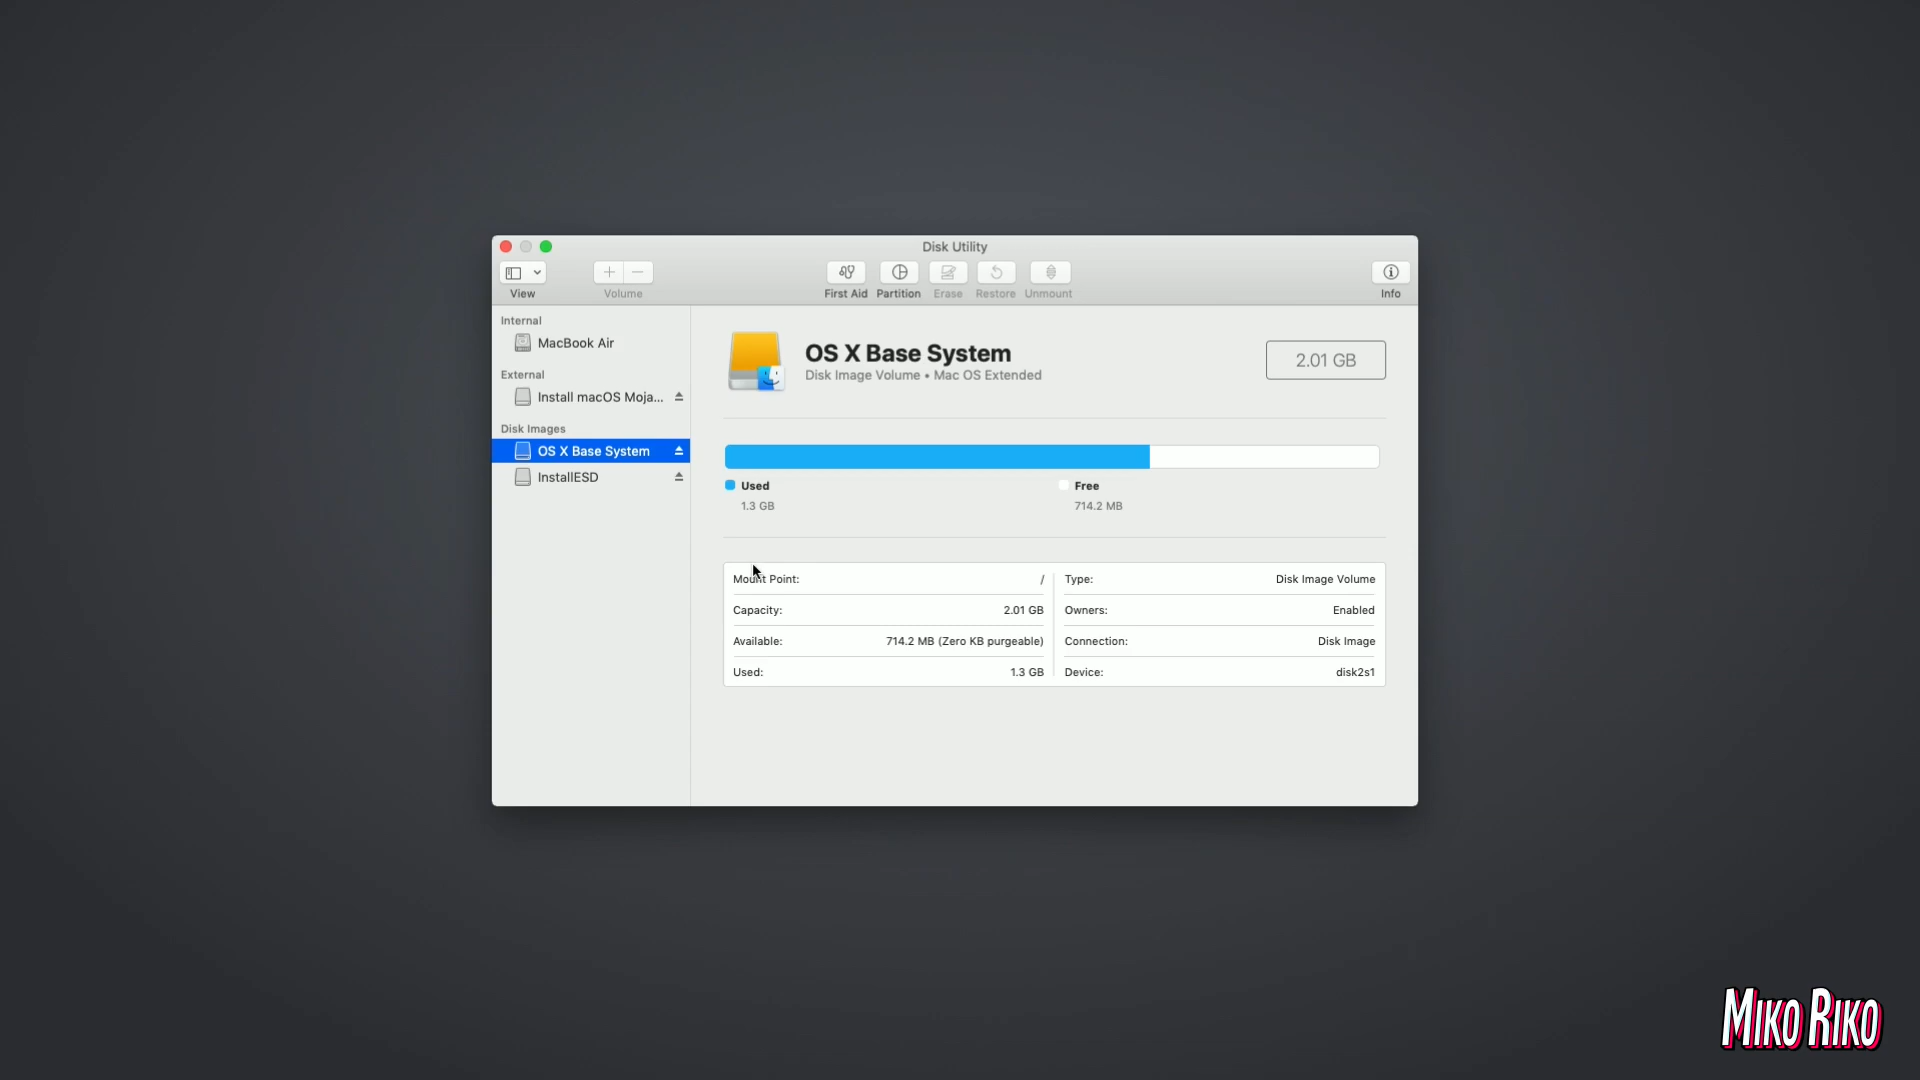 Disk Utility
View
Volume
First Aid
Partition
Erase
Restore
Unmount
Info
Internal
MacBook Air
External
Install macOS Moja...
Disk Images
OS X Base System
InstallESD
OS X Base System
Disk Image Volume • Mac OS Extended
2.01 GB
Used
1.3 GB
Free
714.2 MB
Mount Point: /
Capacity: 2.01 GB
Available: 714.2 MB (Zero KB purgeable)
Used: 1.3 GB
Type: Disk Image Volume
Owners: Enabled
Connection: Disk Image
Device: disk2s1
MIKO RIKO